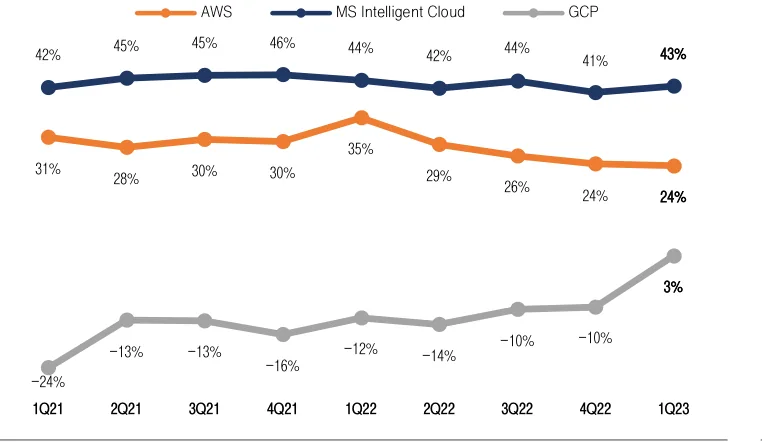 AWS MS Intelligent Cloud GCP
42% 45% 45% 46% 44% 42% 44% 41% 43%
31% 28% 30% 30% 35% 29% 26% 24% 24%
-24% -13% -13% -16% -12% -14% -10% -10% 3%
1Q21 2Q21 3Q21 4Q21 1Q22 2Q22 3Q22 4Q22 1Q23